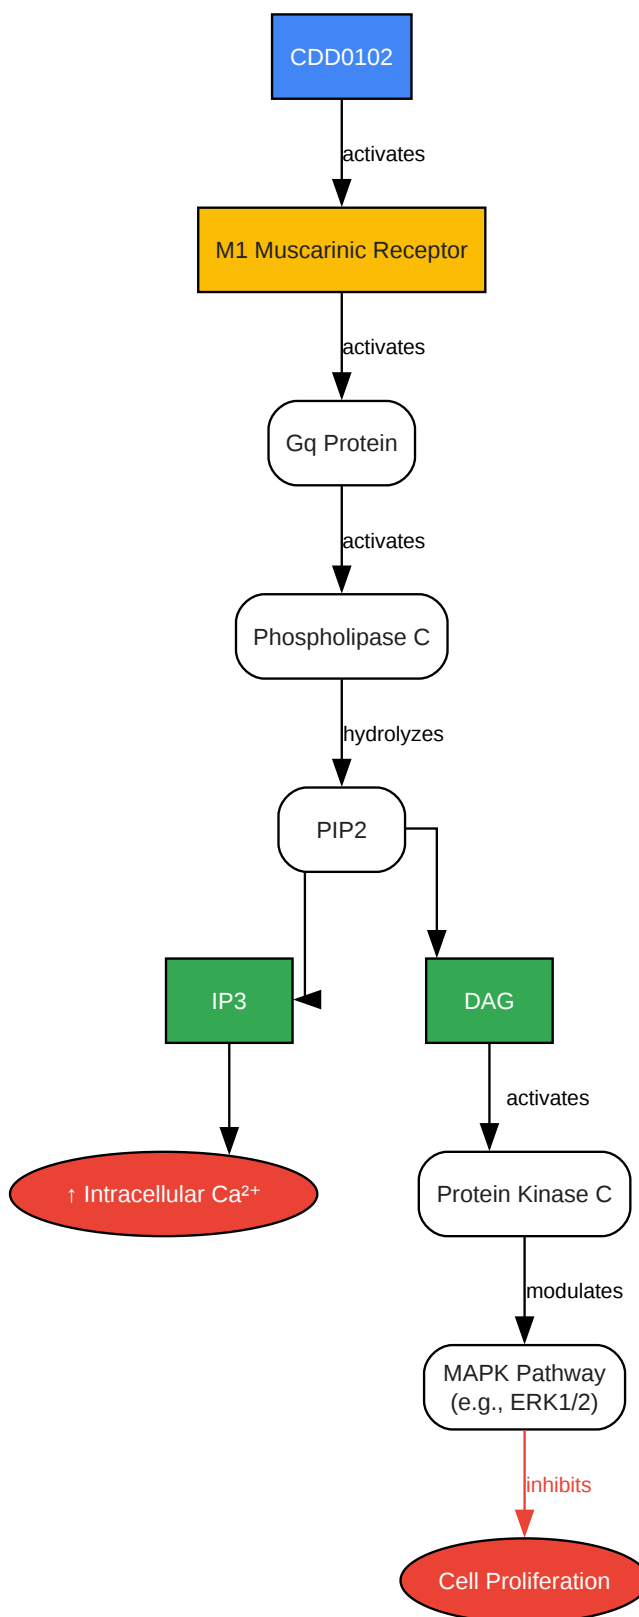 CDD0102
activates
M1 Muscarinic Receptor
activates
Gq Protein
activates
Phospholipase C
hydrolyzes
PIP2
IP3
DAG
activates
↑ Intracellular Ca²⁺
Protein Kinase C
modulates
MAPK Pathway
(e.g., ERK1/2)
inhibits
Cell Proliferation